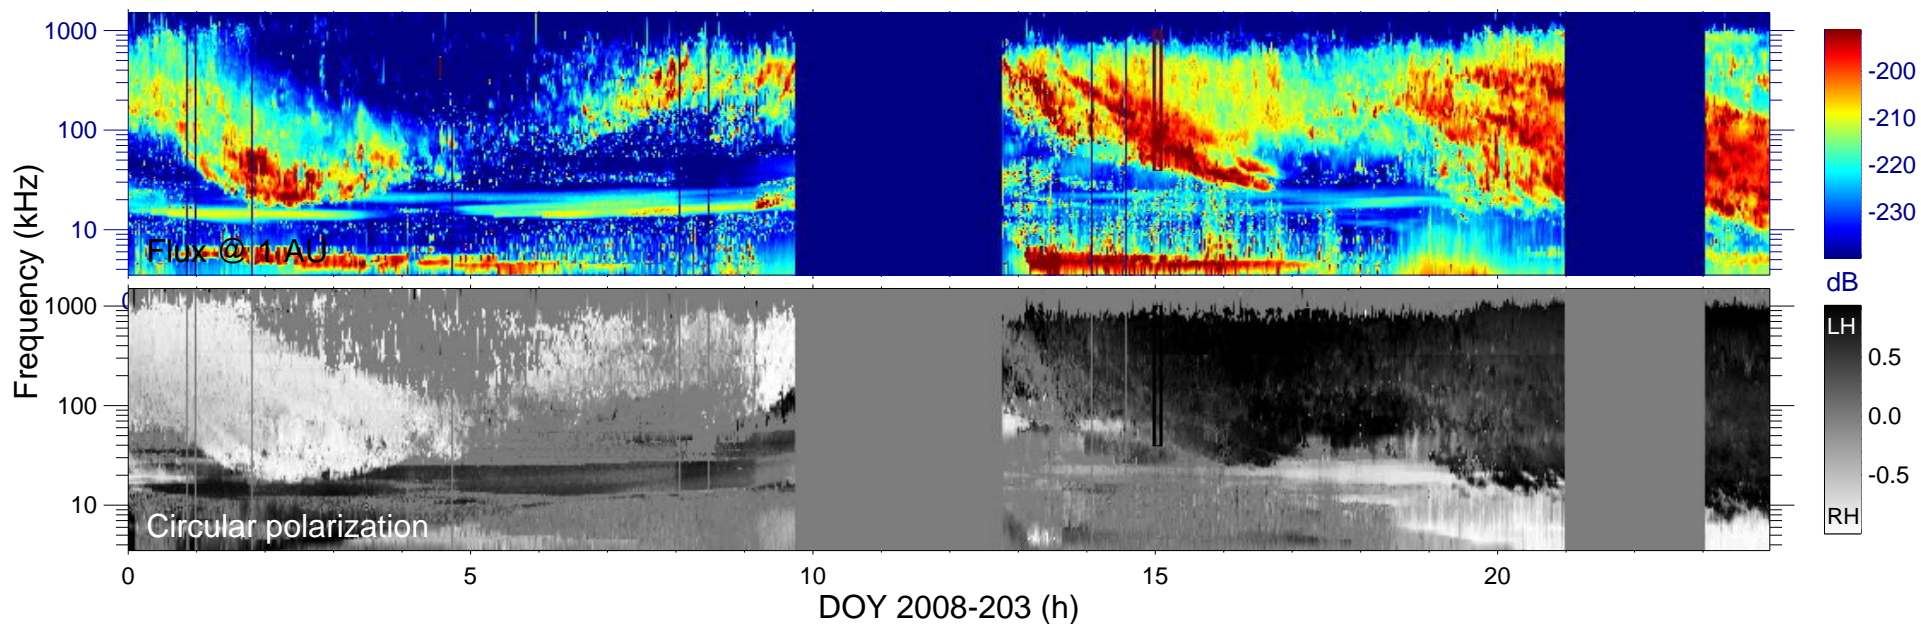 1000
100
10
Flux @ 1 AU
-200
-210
-220
-230
dB
Frequency (kHz)
0
1000
100
10
Circular polarization
LH
0.5
0.0
-0.5
RH
0 5 10 15 20
DOY 2008-203 (h)